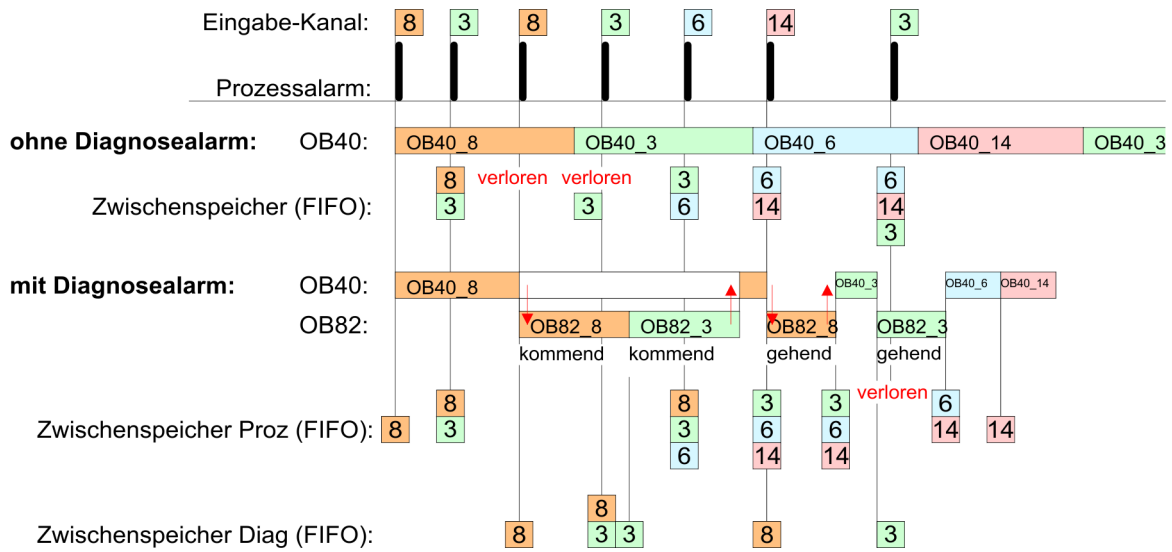 Eingabe-Kanal: 8 3 8 3 6 14 3
Prozessalarm:
ohne Diagnosealarm: OB40: OB40_8 OB40_3 OB40_6 OB40_14 OB40_3
8 verloren verloren 3 6 6
Zwischenspeicher (FIFO): 3 3 6 14 14
3
mit Diagnosealarm: OB40: OB40_8 OB40_3 OB40_6 OB40_14
OB82: OB82_8 OB82_3 OB82_8 OB82_3
kommend kommend gehend gehend
verloren
8 8 3 3 6
Zwischenspeicher Proz (FIFO): 8 3 3 6 6 14 14
6 14 14
8
Zwischenspeicher Diag (FIFO): 8 3 3 8 3